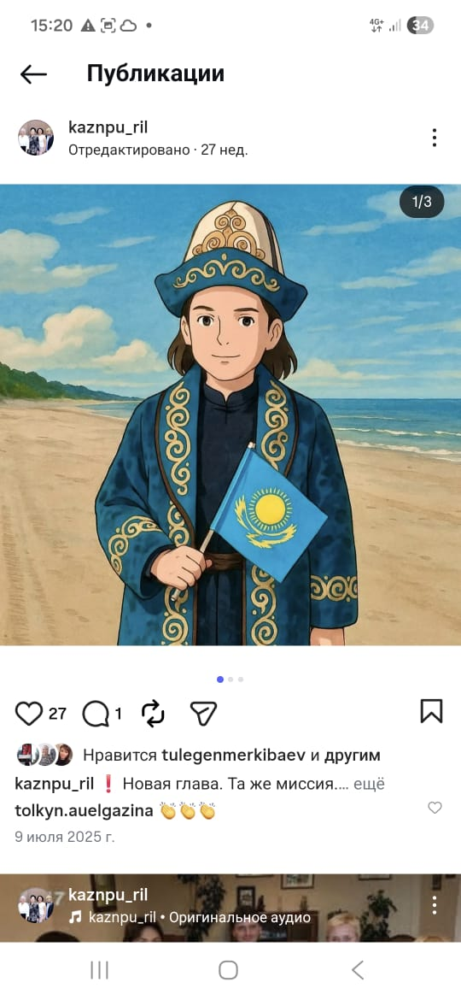 15:20
4G+ 34
Публикации
kaznpu_ril
Отредактировано · 27 нед.
1/3
27 1
Нравится tulegenmerkibaev и другим
kaznpu_ril ❗ Новая глава. Та же миссия.... ещё
tolkyn.auelgazina 👏👏👏
9 июля 2025 г.
kaznpu_ril
kaznpu_ril • Оригинальное аудио